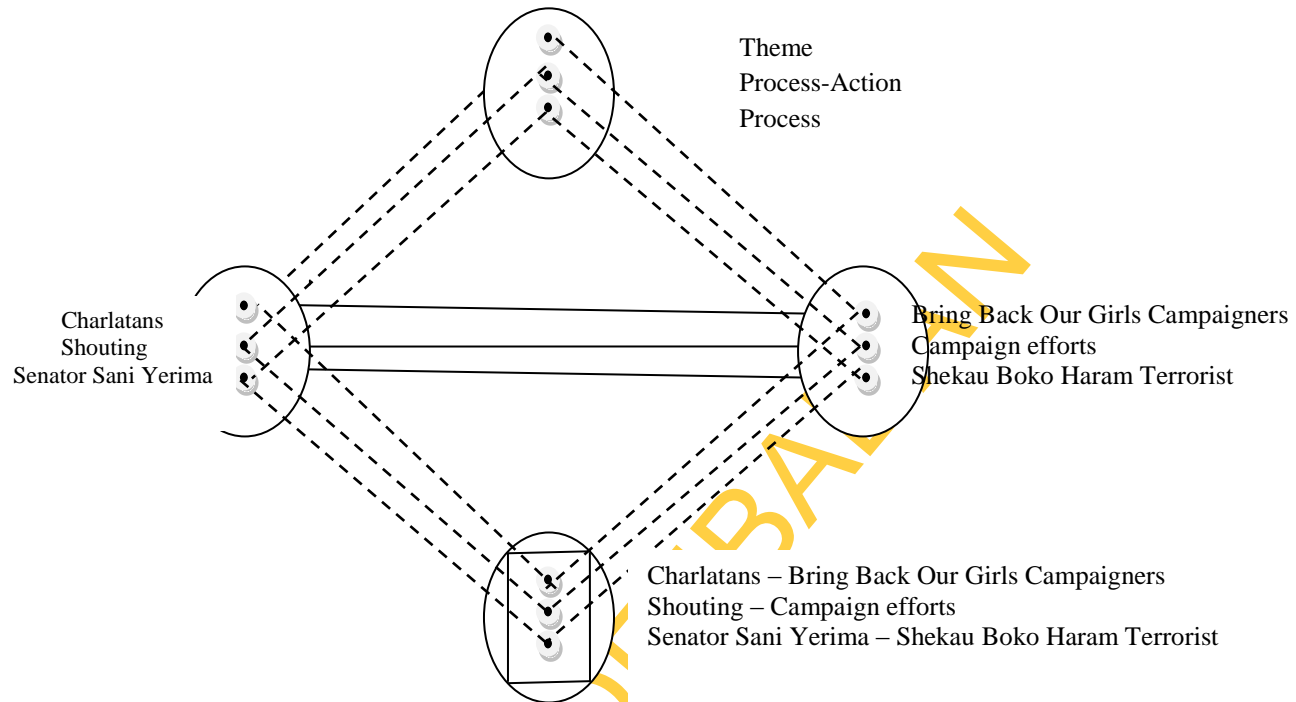 Theme
Process-Action
Process
Charlatans
Shouting
Senator Sani Yerima
Bring Back Our Girls Campaigners
Campaign efforts
Shekau Boko Haram Terrorist
Charlatans – Bring Back Our Girls Campaigners
Shouting – Campaign efforts
Senator Sani Yerima – Shekau Boko Haram Terrorist